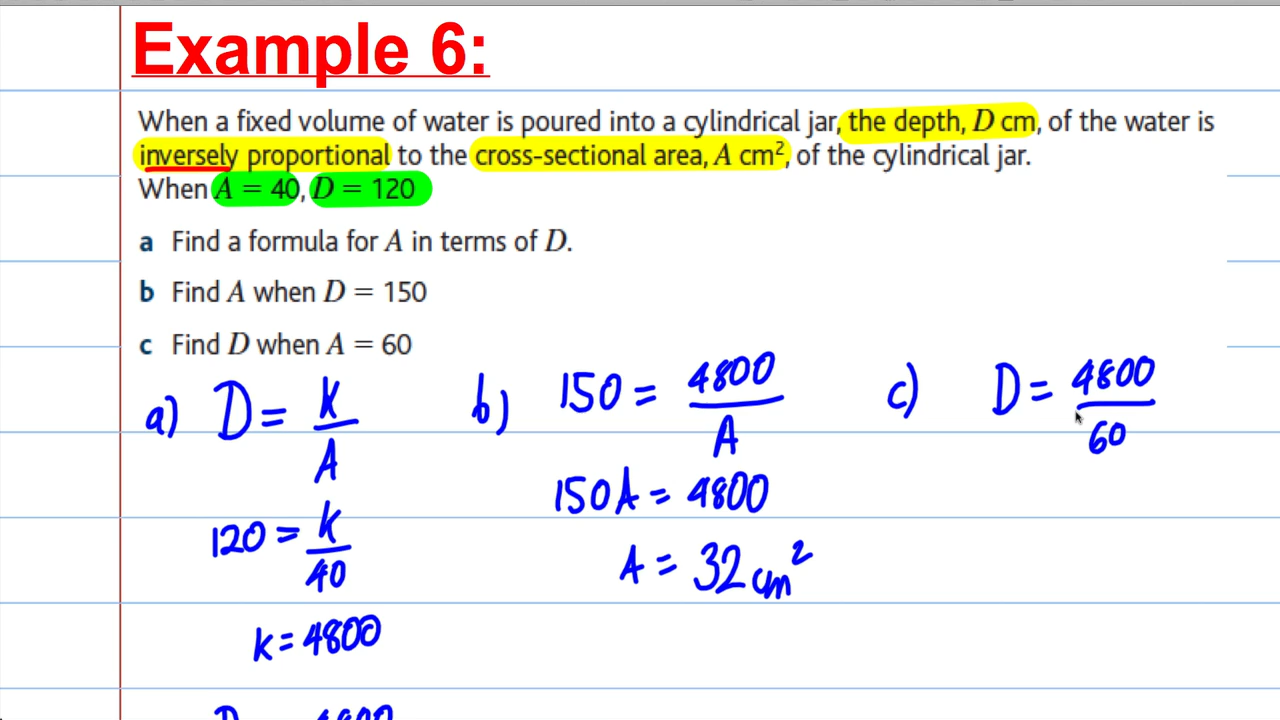 Example 6:
When a fixed volume of water is poured into a cylindrical jar, the depth, D cm, of the water is
inversely proportional to the cross-sectional area, A cm², of the cylindrical jar.
When A = 40, D = 120
a Find a formula for A in terms of D.
b Find A when D = 150
c Find D when A = 60
a) D = k/A
120 = k/40
k = 4800
D 4800
b) 150 = 4800/A
150A = 4800
A = 32 cm²
c) D = 4800/60